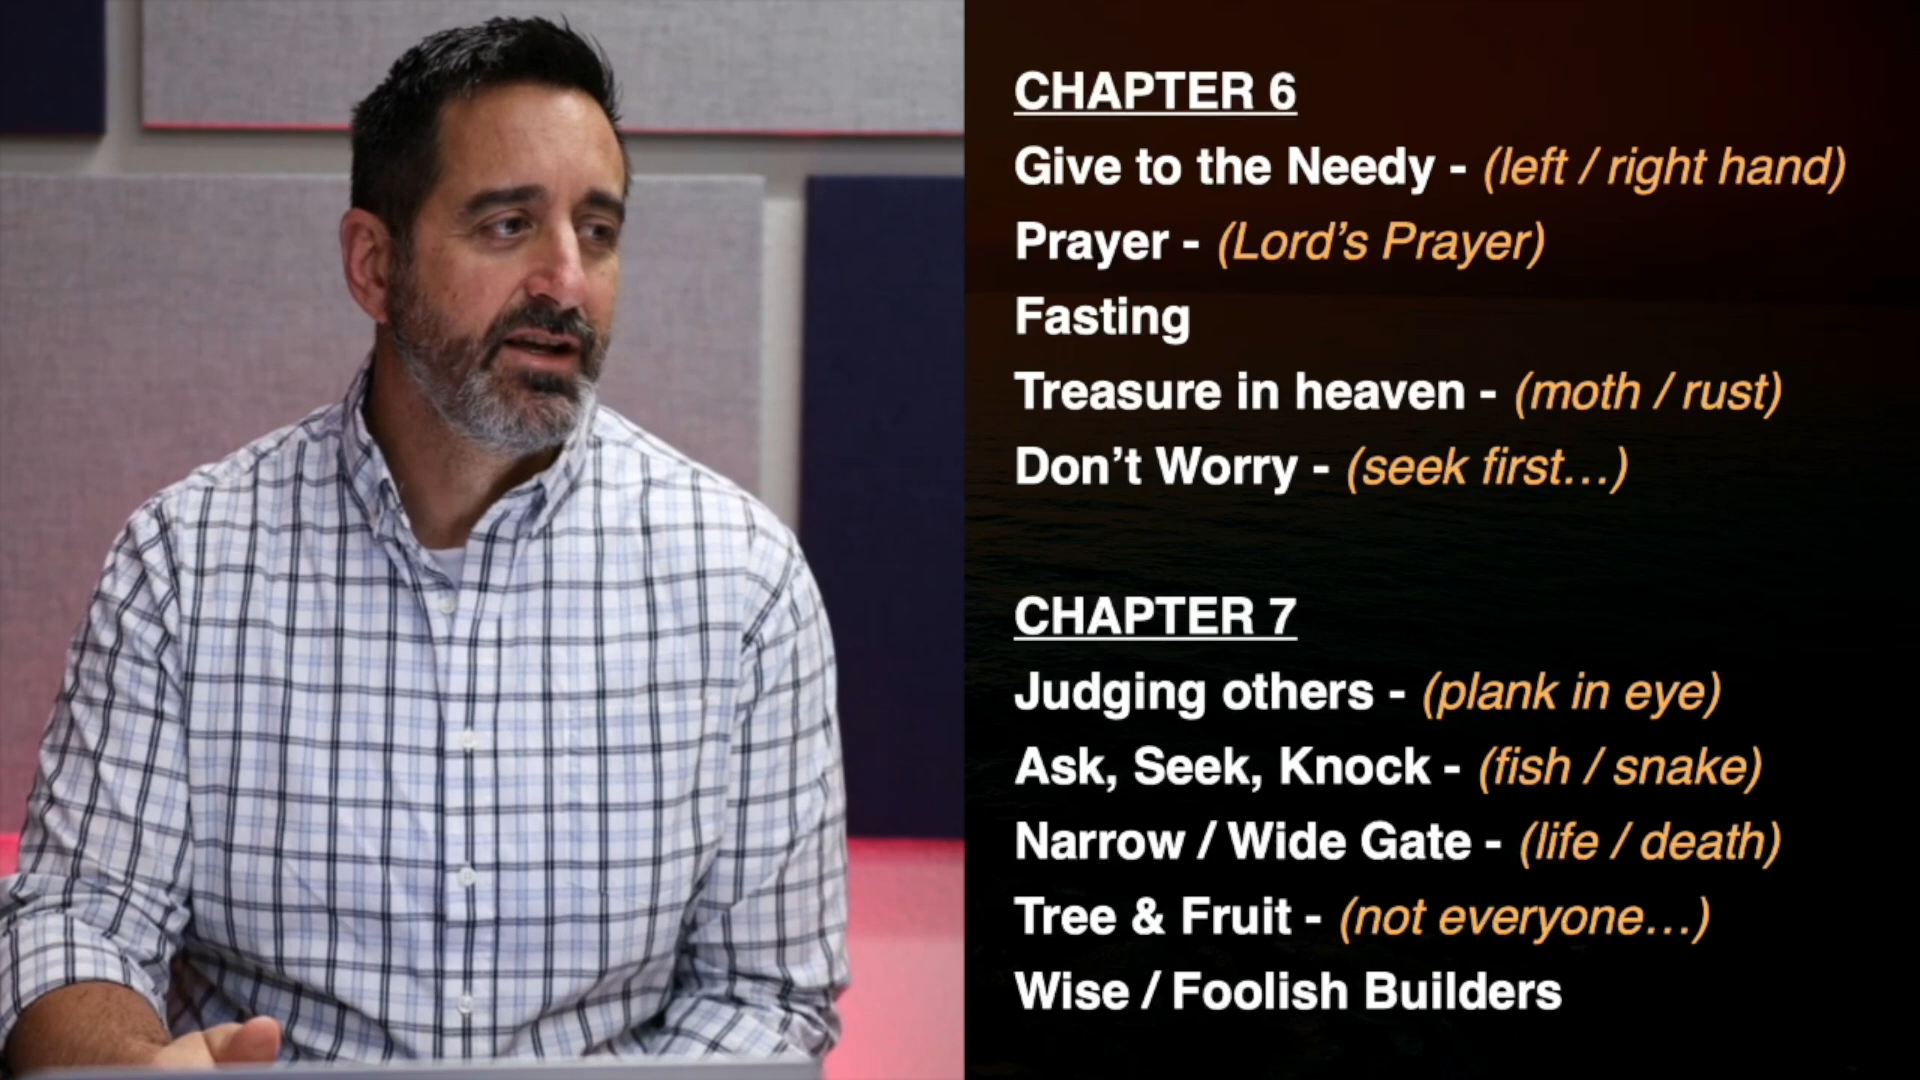 CHAPTER 6
Give to the Needy - (left / right hand)
Prayer - (Lord’s Prayer)
Fasting
Treasure in heaven - (moth / rust)
Don’t Worry - (seek first…)
CHAPTER 7
Judging others - (plank in eye)
Ask, Seek, Knock - (fish / snake)
Narrow / Wide Gate - (life / death)
Tree & Fruit - (not everyone…)
Wise / Foolish Builders